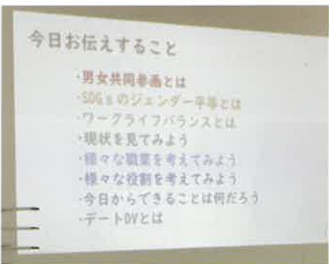 今日お伝えすること
・男女共同参画とは
・SDGsのジェンダー平等とは
・ワークライフバランスとは
・現状を見てみよう
・様々な職業を考えてみよう
・様々な役割を考えてみよう
・今日からできることは何だろう
・デートDVとは